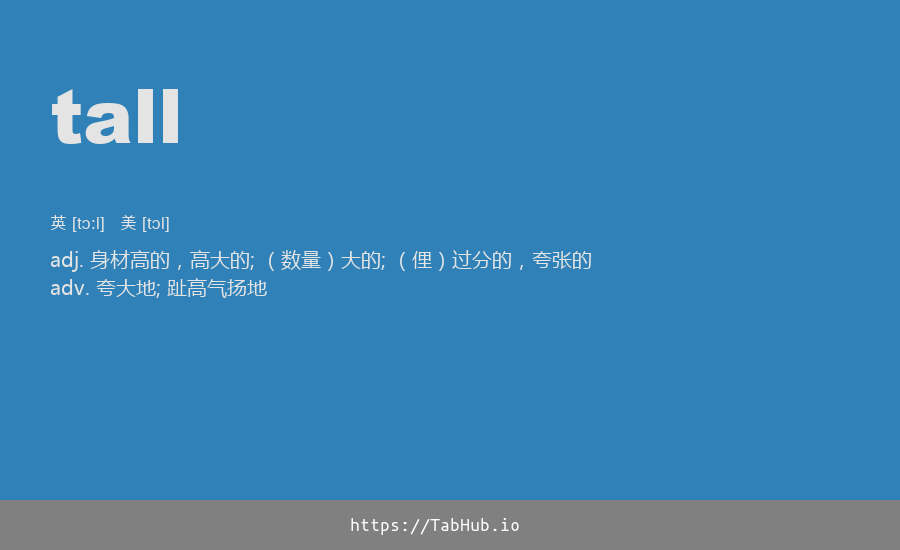 tall
英 [tɔ:l] 美 [tɔl]
adj. 身材高的，高大的; （数量）大的; （俚）过分的，夸张的
adv. 夸大地; 趾高气扬地
https://TabHub.io